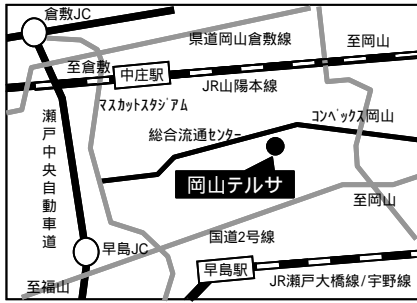 倉敷JC
県道岡山倉敷線
至岡山
至倉敷
中庄駅
JR山陽本線
マスカットスタジアム
コンベックス岡山
総合流通センター
瀬戸中央自動車道
岡山テルサ
至岡山
国道2号線
早島JC
早島駅
至福山
JR瀬戸大橋線/宇野線